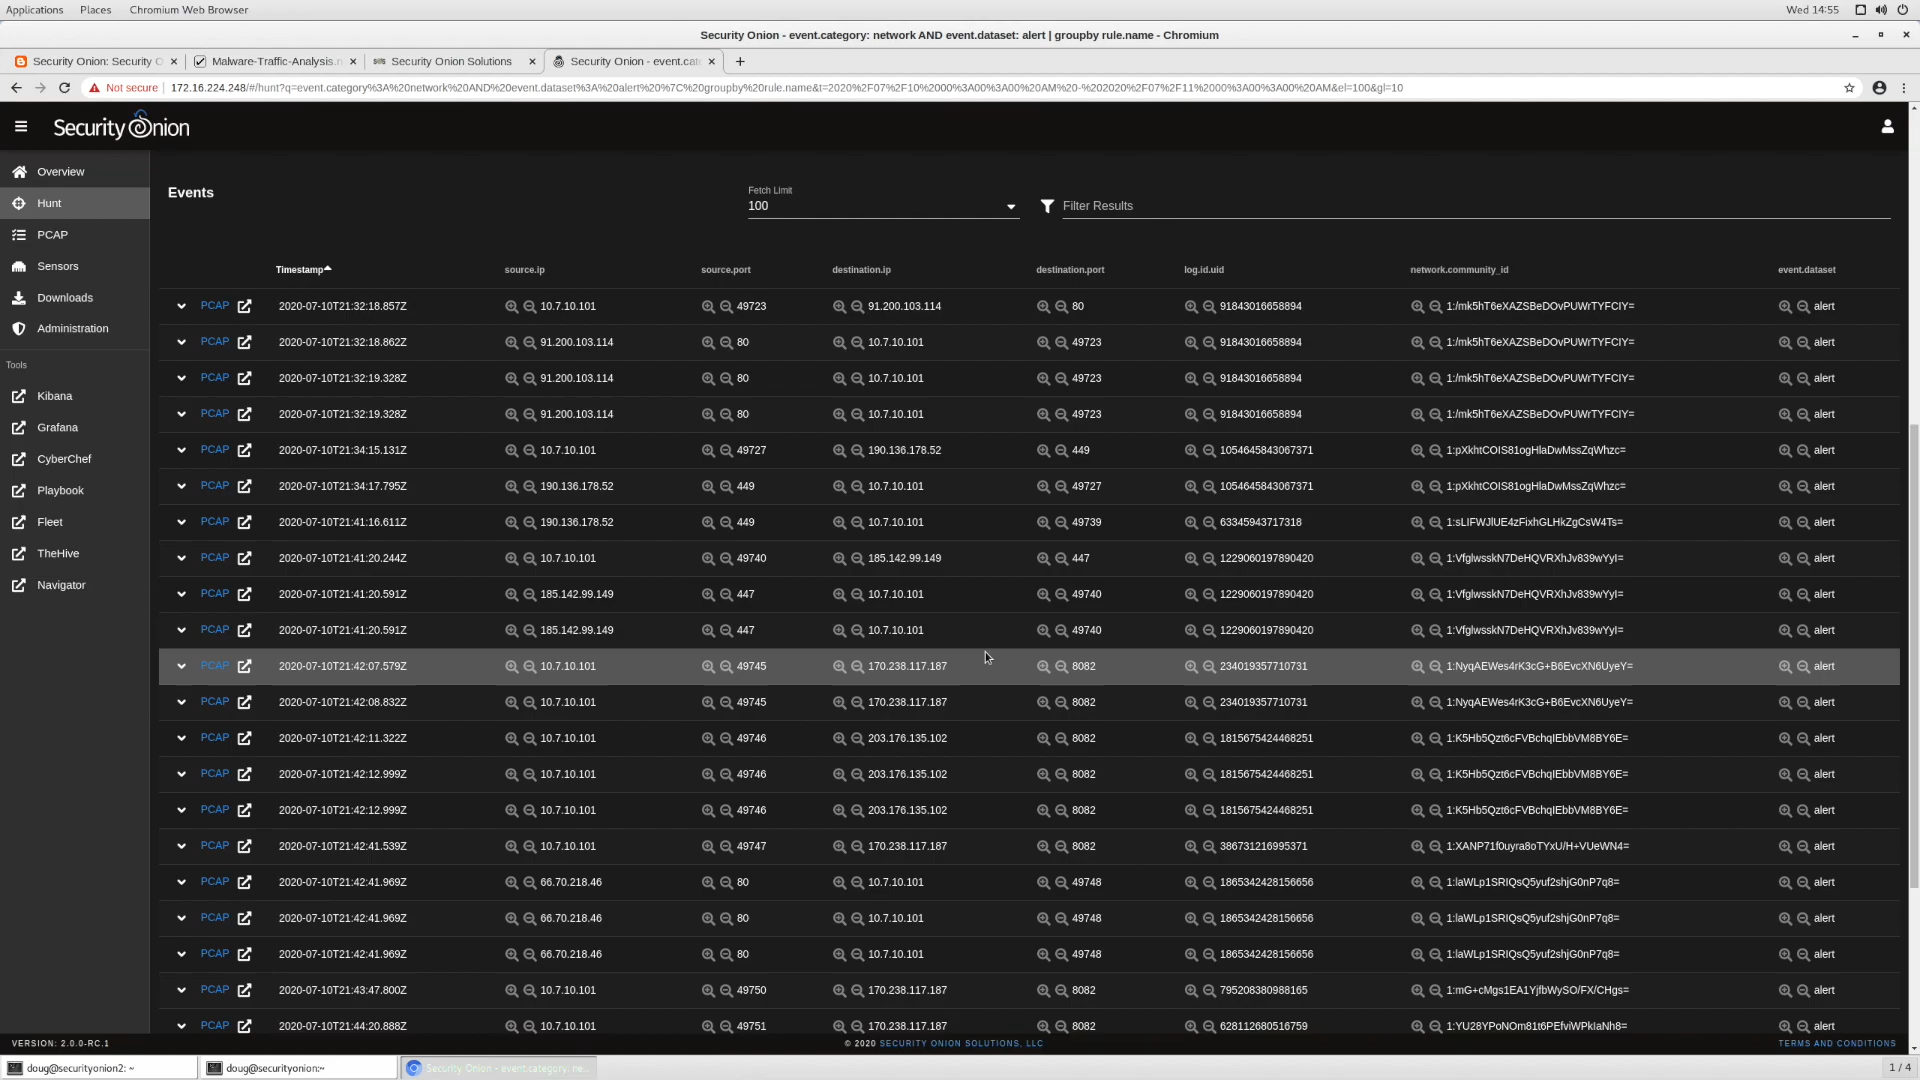 Applications Places Chromium Web Browser Wed 14:55
Security Onion - event.category: network AND event.dataset: alert | groupby rule.name - Chromium
Security Onion: Security O Malware-Traffic-Analysis.n Security Onion Solutions Security Onion - event.cat
Not secure 172.16.224.248/#/hunt?q=event.category%3A%20network%20AND%20event.dataset%3A%20alert%20%7C%20groupby%20rule.name&t=2020%2F07%2F10%2000%3A00%3A00%20AM%20-%202020%2F07%2F11%2000%3A00%3A00%20AM&el=100&gl=10
Security Onion
Overview
Hunt
PCAP
Sensors
Downloads
Administration
Tools
Kibana
Grafana
CyberChef
Playbook
Fleet
TheHive
Navigator
Events
Fetch Limit
100
Filter Results
Timestamp source.ip source.port destination.ip destination.port log.id.uid network.community_id event.dataset
PCAP 2020-07-10T21:32:18.857Z 10.7.10.101 49723 91.200.103.114 80 91843016658894 1:/mk5hT6eXAZSBeDOvPUWrTYFCIY= alert
PCAP 2020-07-10T21:32:18.862Z 91.200.103.114 80 10.7.10.101 49723 91843016658894 1:/mk5hT6eXAZSBeDOvPUWrTYFCIY= alert
PCAP 2020-07-10T21:32:19.328Z 91.200.103.114 80 10.7.10.101 49723 91843016658894 1:/mk5hT6eXAZSBeDOvPUWrTYFCIY= alert
PCAP 2020-07-10T21:32:19.328Z 91.200.103.114 80 10.7.10.101 49723 91843016658894 1:/mk5hT6eXAZSBeDOvPUWrTYFCIY= alert
PCAP 2020-07-10T21:34:15.131Z 10.7.10.101 49727 190.136.178.52 449 1054645843067371 1:pXkhtCOIS81ogHlaDwMssZqWhzc= alert
PCAP 2020-07-10T21:34:17.795Z 190.136.178.52 449 10.7.10.101 49727 1054645843067371 1:pXkhtCOIS81ogHlaDwMssZqWhzc= alert
PCAP 2020-07-10T21:41:16.611Z 190.136.178.52 449 10.7.10.101 49739 63345943717318 1:sLIFWJlUE4zFixhGLHkZgCsW4Ts= alert
PCAP 2020-07-10T21:41:20.244Z 10.7.10.101 49740 185.142.99.149 447 1229060197890420 1:VfglwsskN7DeHQVRXhJv839wYyI= alert
PCAP 2020-07-10T21:41:20.591Z 185.142.99.149 447 10.7.10.101 49740 1229060197890420 1:VfglwsskN7DeHQVRXhJv839wYyI= alert
PCAP 2020-07-10T21:41:20.591Z 185.142.99.149 447 10.7.10.101 49740 1229060197890420 1:VfglwsskN7DeHQVRXhJv839wYyI= alert
PCAP 2020-07-10T21:42:07.579Z 10.7.10.101 49745 170.238.117.187 8082 234019357710731 1:NyqAEWes4rK3cG+B6EvcXN6UyeY= alert
PCAP 2020-07-10T21:42:08.832Z 10.7.10.101 49745 170.238.117.187 8082 234019357710731 1:NyqAEWes4rK3cG+B6EvcXN6UyeY= alert
PCAP 2020-07-10T21:42:11.322Z 10.7.10.101 49746 203.176.135.102 8082 1815675424468251 1:K5Hb5Qzt6cFVBchqIEbbVM8BY6E= alert
PCAP 2020-07-10T21:42:12.999Z 10.7.10.101 49746 203.176.135.102 8082 1815675424468251 1:K5Hb5Qzt6cFVBchqIEbbVM8BY6E= alert
PCAP 2020-07-10T21:42:12.999Z 10.7.10.101 49746 203.176.135.102 8082 1815675424468251 1:K5Hb5Qzt6cFVBchqIEbbVM8BY6E= alert
PCAP 2020-07-10T21:42:41.539Z 10.7.10.101 49747 170.238.117.187 8082 386731216995371 1:XANP71f0uyra8oTYxU/H+VUeWN4= alert
PCAP 2020-07-10T21:42:41.969Z 66.70.218.46 80 10.7.10.101 49748 1865342428156656 1:laWLp1SRIQsQ5yuf2shjG0nP7q8= alert
PCAP 2020-07-10T21:42:41.969Z 66.70.218.46 80 10.7.10.101 49748 1865342428156656 1:laWLp1SRIQsQ5yuf2shjG0nP7q8= alert
PCAP 2020-07-10T21:42:41.969Z 66.70.218.46 80 10.7.10.101 49748 1865342428156656 1:laWLp1SRIQsQ5yuf2shjG0nP7q8= alert
PCAP 2020-07-10T21:43:47.800Z 10.7.10.101 49750 170.238.117.187 8082 795208380988165 1:mG+cMgs1EA1YjfbWySO/FX/CHgs= alert
PCAP 2020-07-10T21:44:20.888Z 10.7.10.101 49751 170.238.117.187 8082 628112680516759 1:YU28YPoNOm81t6PEfviWPkIaNh8= alert
VERSION: 2.0.0-RC.1 © 2020 SECURITY ONION SOLUTIONS, LLC TERMS AND CONDITIONS
doug@securityonion2: ~ doug@securityonion:~ Security Onion - event.category: ne... 1 / 4